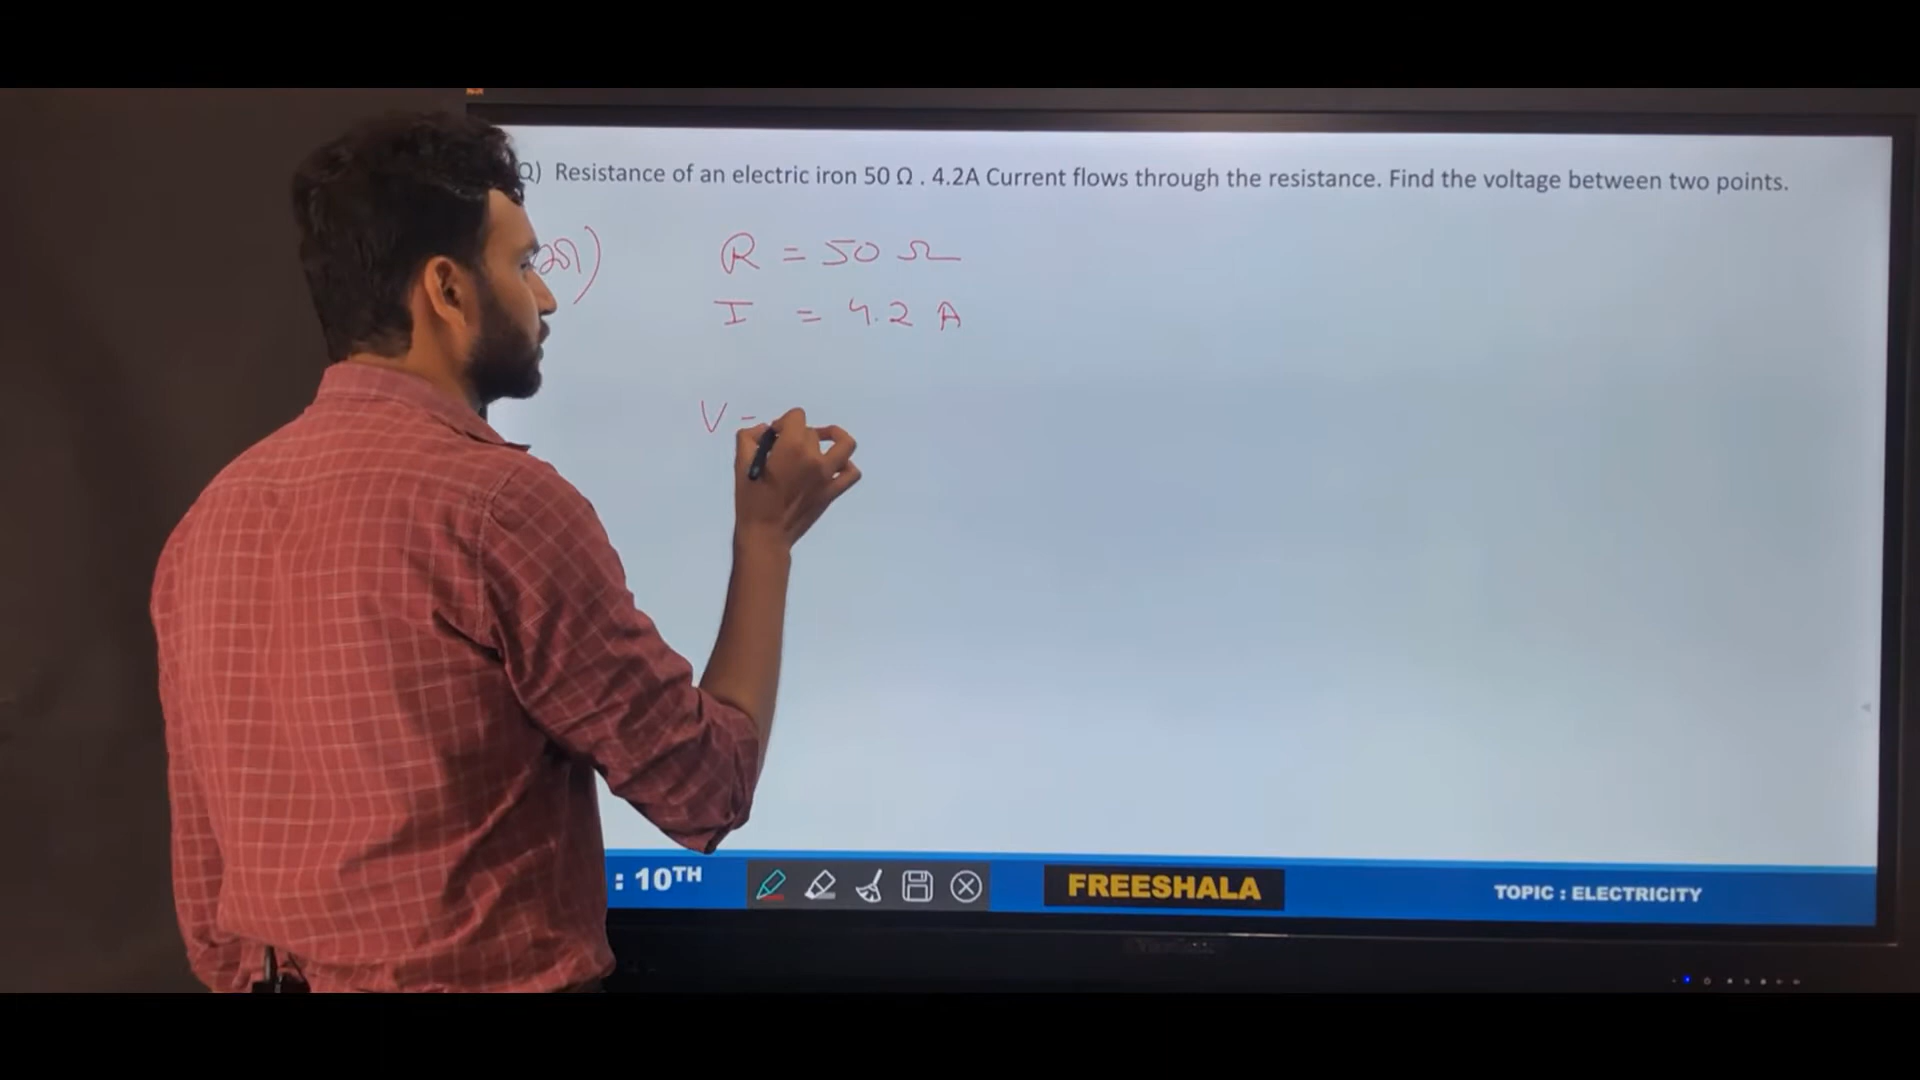 Q) Resistance of an electric iron 50 Ω . 4.2A Current flows through the resistance. Find the voltage between two points.
R = 50 Ω
I = 4.2 A
V =
: 10TH
FREESHALA
TOPIC : ELECTRICITY